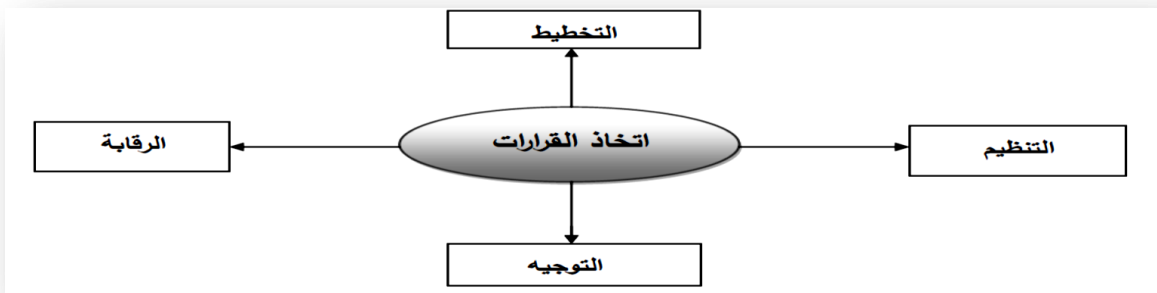 التخطيط
اتخاذ القرارات
التنظيم
الرقابة
التوجيه